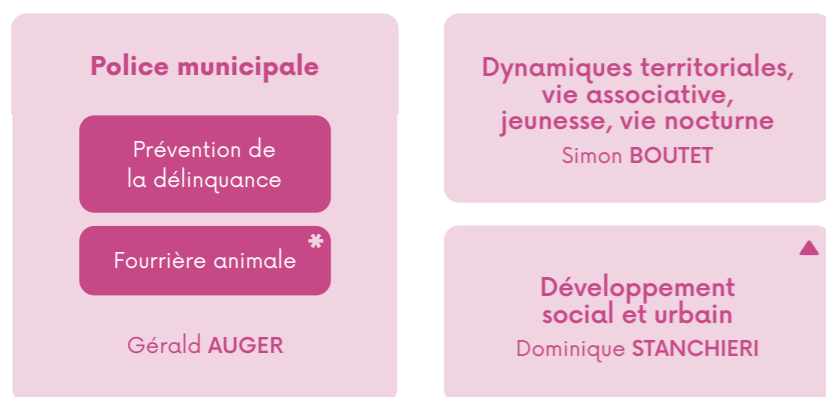 Police municipale
Prévention de
la délinquance
Fourrière animale *
Gérald AUGER
Dynamiques territoriales,
vie associative,
jeunesse, vie nocturne
Simon BOUTET
Développement
social et urbain
Dominique STANCHIERI